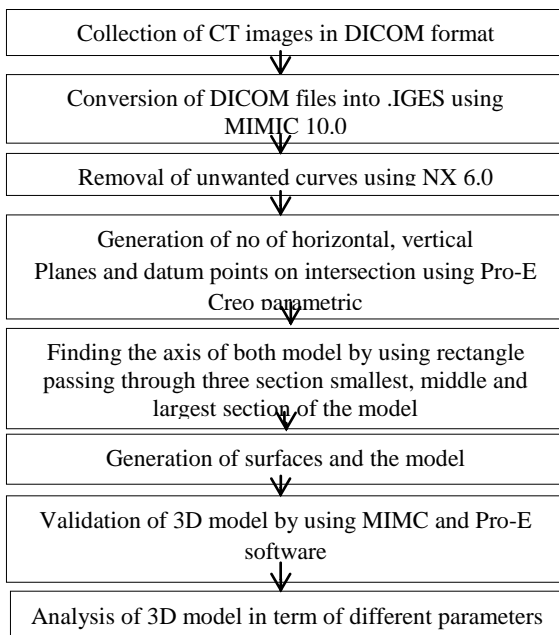 Collection of CT images in DICOM format
Conversion of DICOM files into .IGES using
MIMIC 10.0
Removal of unwanted curves using NX 6.0
Generation of no of horizontal, vertical
Planes and datum points on intersection using Pro-E
Creo parametric
Finding the axis of both model by using rectangle
passing through three section smallest, middle and
largest section of the model
Generation of surfaces and the model
Validation of 3D model by using MIMC and Pro-E
software
Analysis of 3D model in term of different parameters